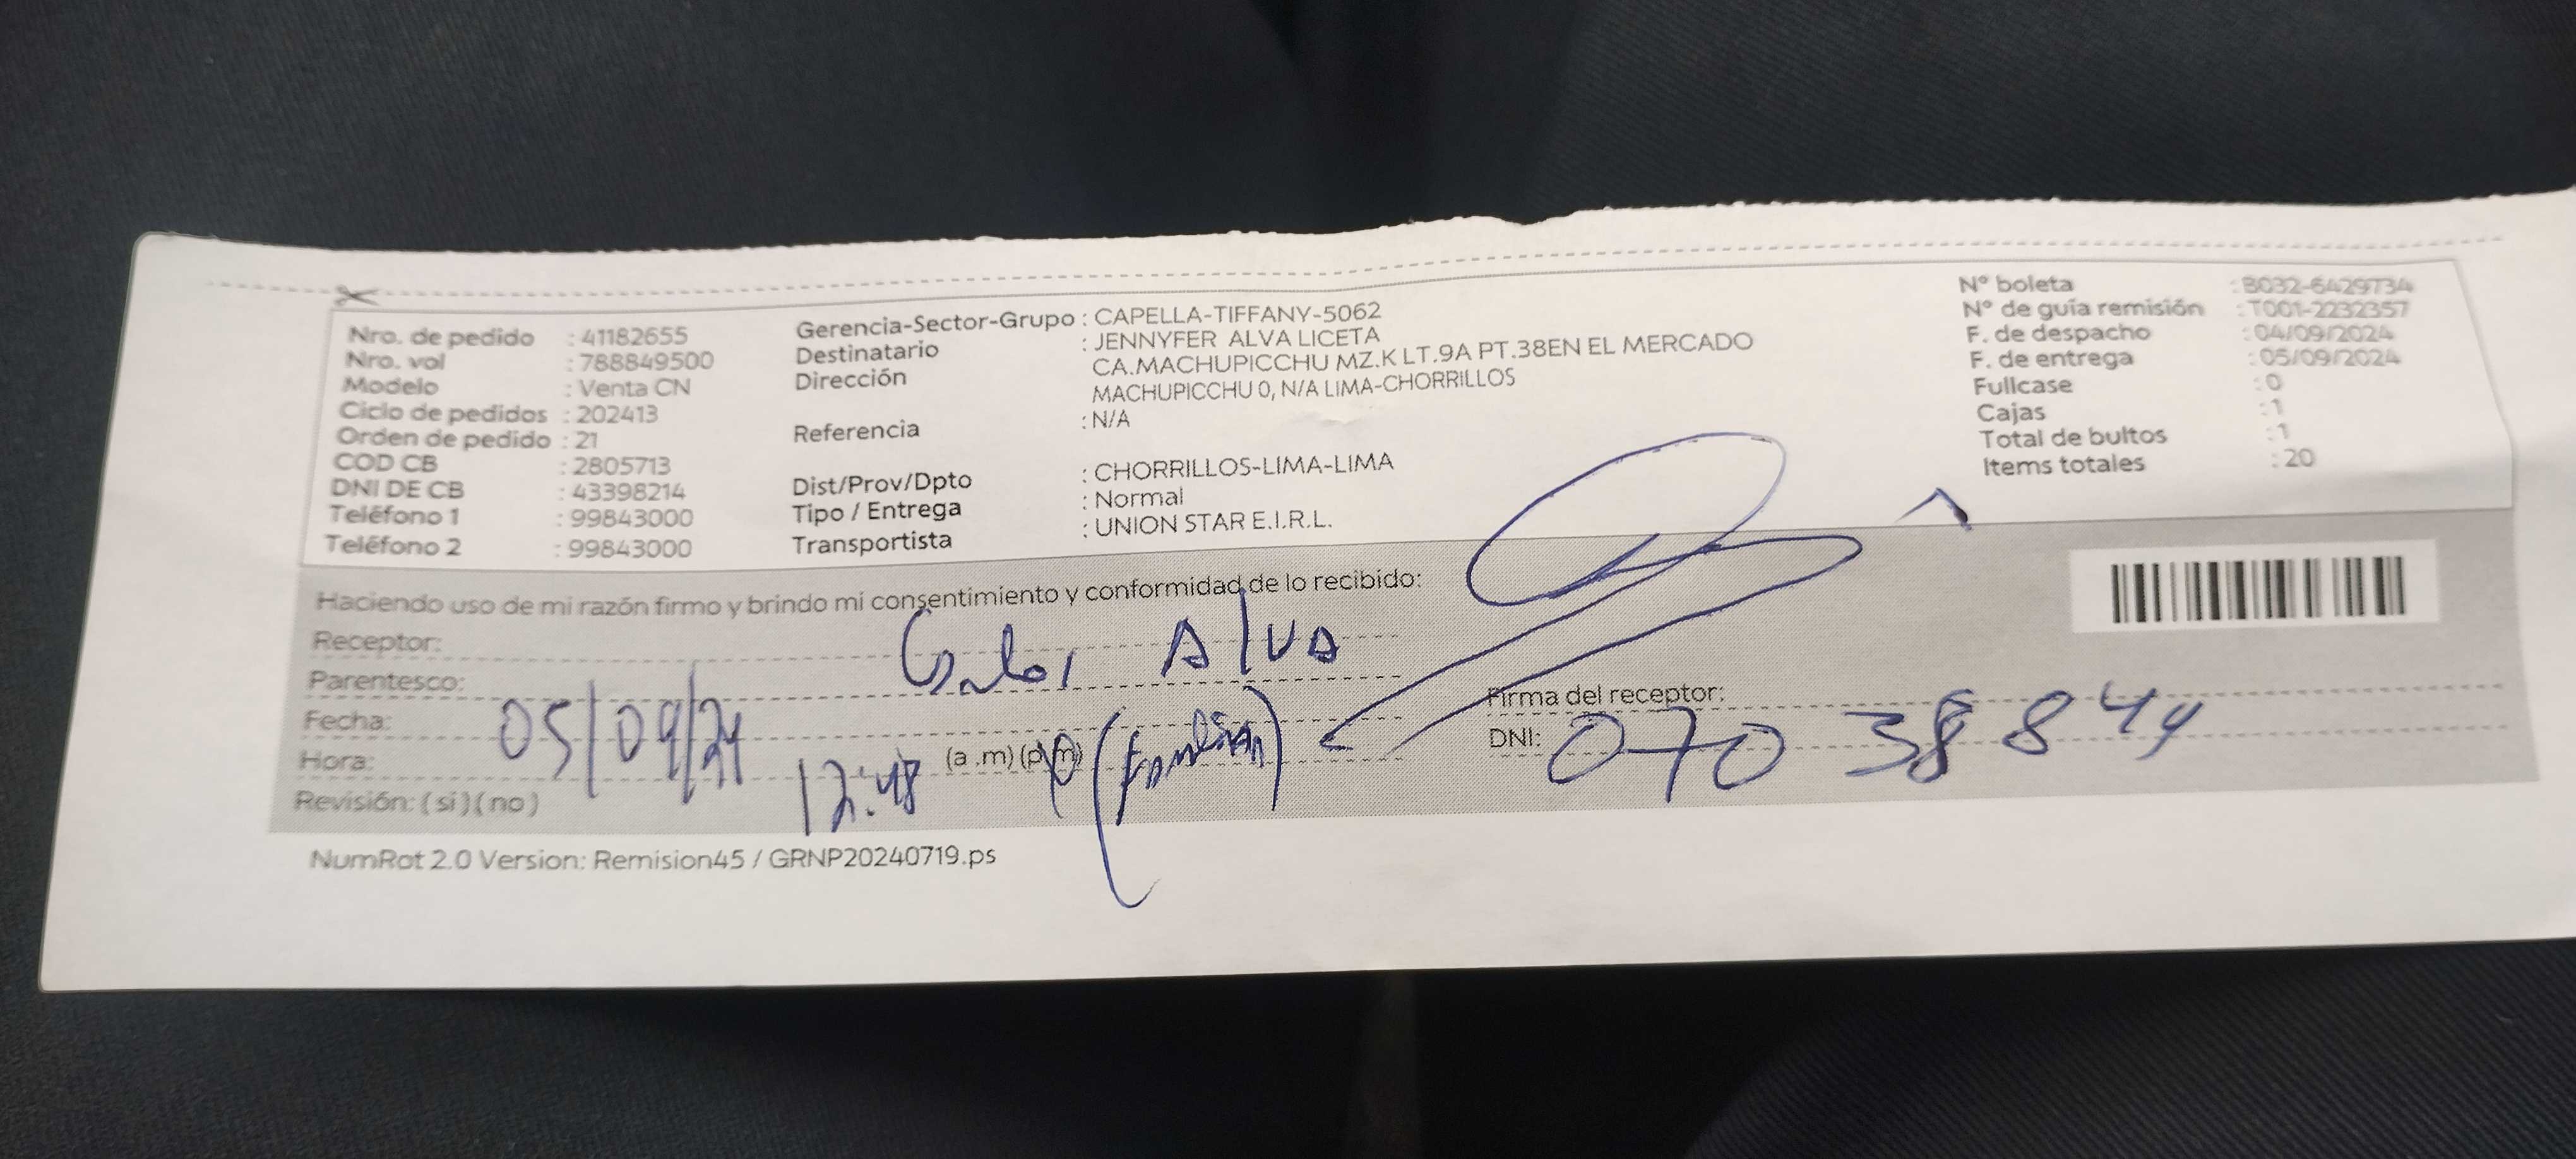 Nro. de pedido : 41182655
Nro. vol : 788849500
Modelo : Venta CN
Ciclo de pedidos : 202413
Orden de pedido : 21
COD CB : 2805713
DNI DE CB : 43398214
Teléfono 1 : 99843000
Teléfono 2 : 99843000
Gerencia-Sector-Grupo : CAPELLA-TIFFANY-5062
Destinatario : JENNYFER ALVA LICETA
Dirección CA.MACHUPICCHU MZ.K LT.9A PT.38EN EL MERCADO
MACHUPICCHU 0, N/A LIMA-CHORRILLOS
Referencia : N/A
Dist/Prov/Dpto : CHORRILLOS-LIMA-LIMA
Tipo / Entrega : Normal
Transportista : UNION STAR E.I.R.L.
N° boleta : B032-6429734
N° de guía remisión : T001-2232357
F. de despacho : 04/09/2024
F. de entrega : 05/09/2024
Fullcase : 0
Cajas : 1
Total de bultos : 1
Items totales : 20
Haciendo uso de mi razón firmo y brindo mi consentimiento y conformidad de lo recibido:
Receptor: Carlos Alva
Parentesco:
Fecha: 05/09/24
Hora: 12:48 (a .m) (p.m) (familiar)
Revisión: ( si ) ( no )
Firma del receptor:
DNI: 07038844
NumRot 2.0 Version: Remision45 / GRNP20240719.ps